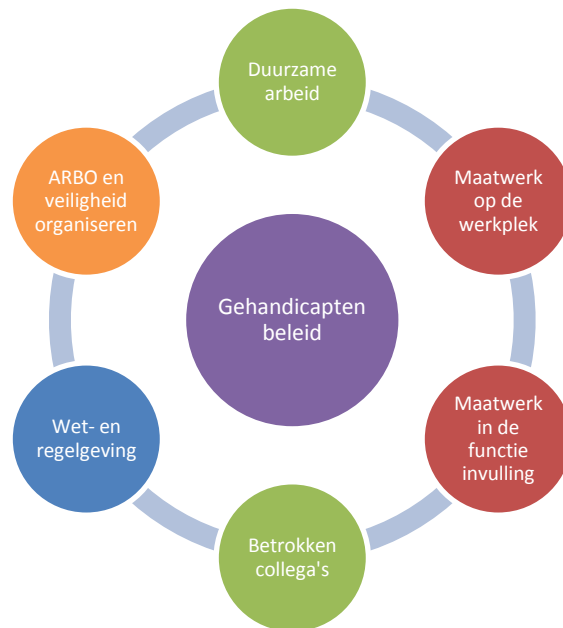 Duurzame
arbeid
Maatwerk
op de
werkplek
Maatwerk
in de
functie
invulling
Betrokken
collega's
Wet- en
regelgeving
ARBO en
veiligheid
organiseren
Gehandicapten
beleid